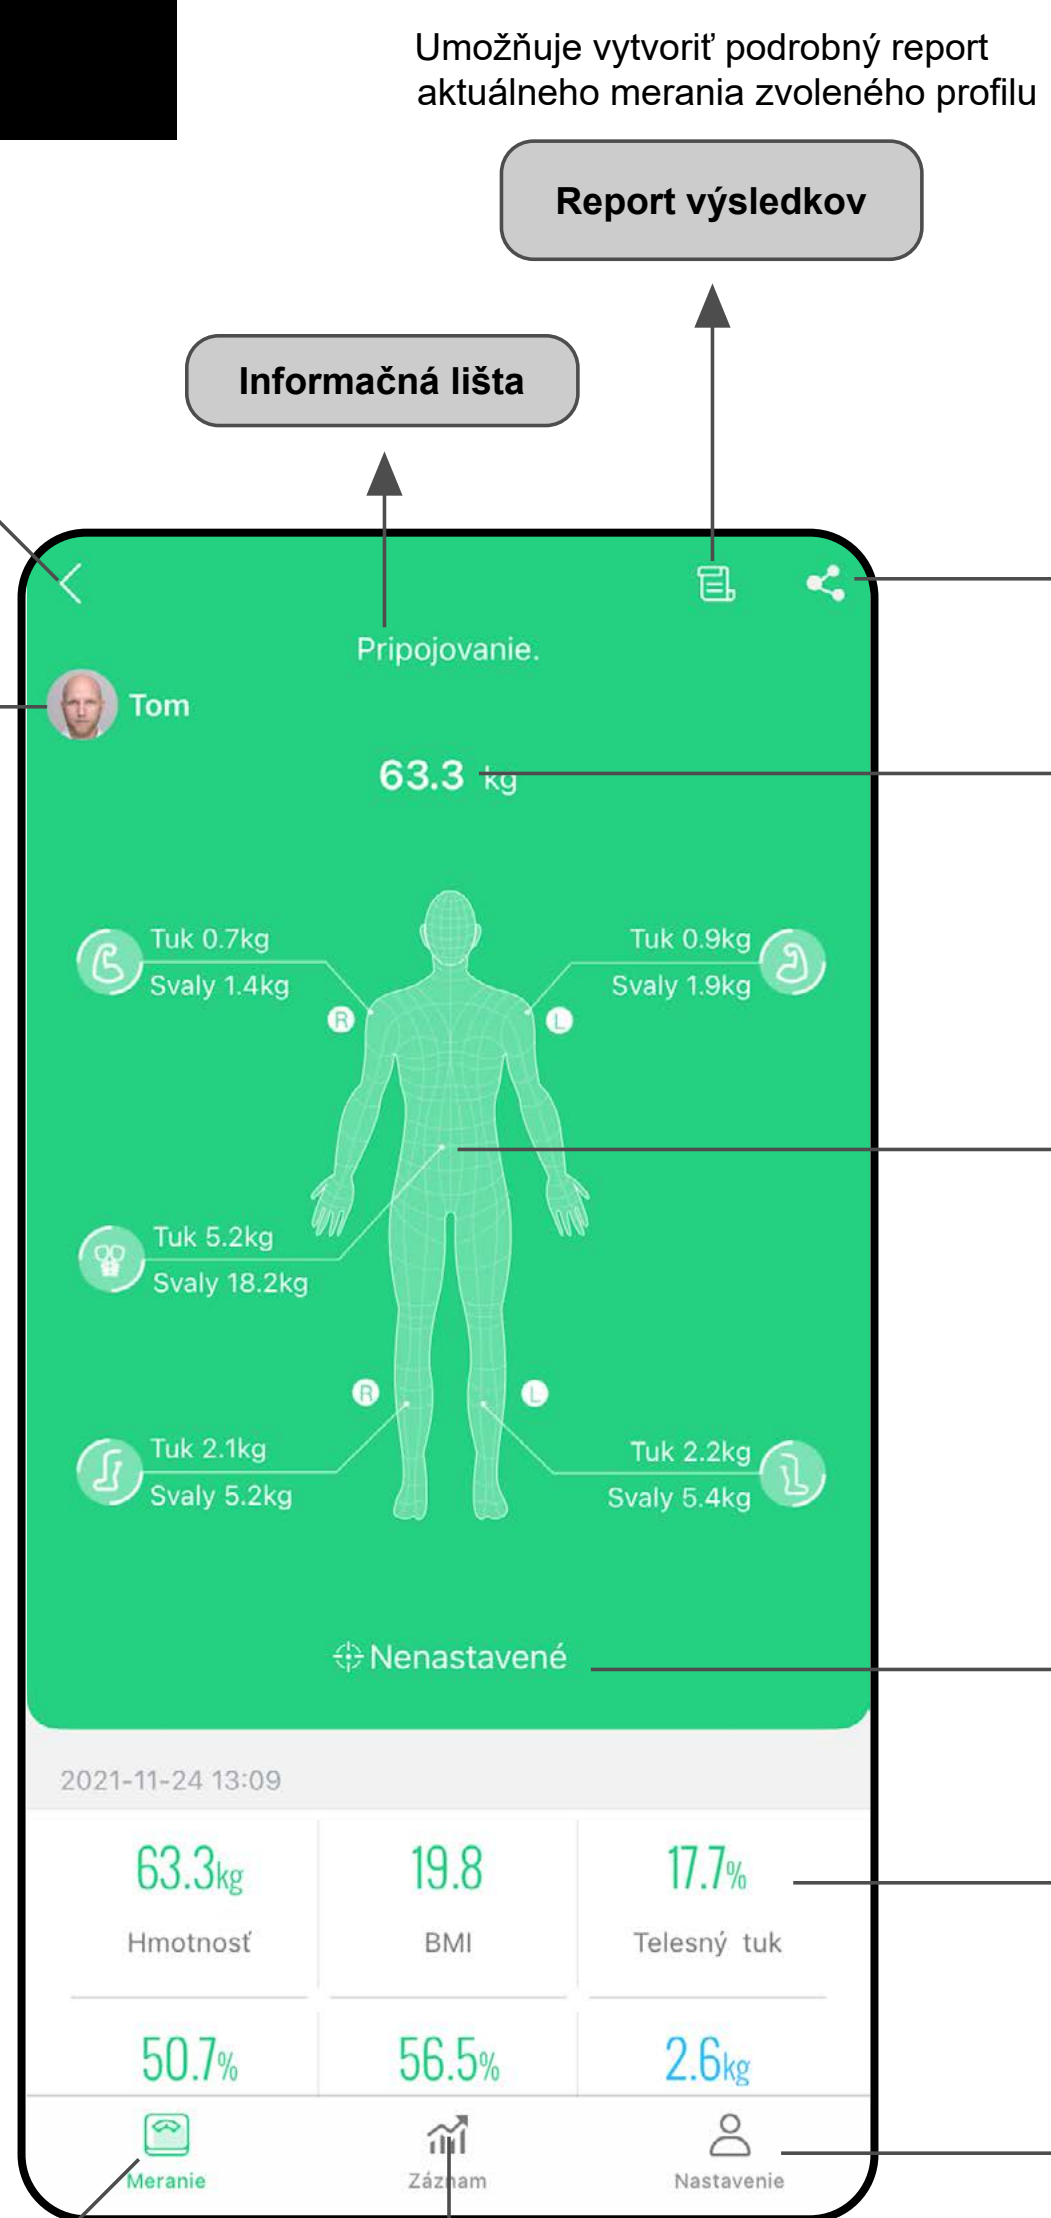 Umožňuje vytvoriť podrobný report
aktuálneho merania zvoleného profilu
Report výsledkov
Informačná lišta
Pripojovanie.
Tom
63.3 kg
Tuk 0.7kg
Svaly 1.4kg
Tuk 0.9kg
Svaly 1.9kg
R
L
Tuk 5.2kg
Svaly 18.2kg
R
L
Tuk 2.1kg
Svaly 5.2kg
Tuk 2.2kg
Svaly 5.4kg
Nenastavené
2021-11-24 13:09
63.3kg
19.8
17.7%
Hmotnosť
BMI
Telesný tuk
50.7%
56.5%
2.6kg
Meranie
Záznam
Nastavenie